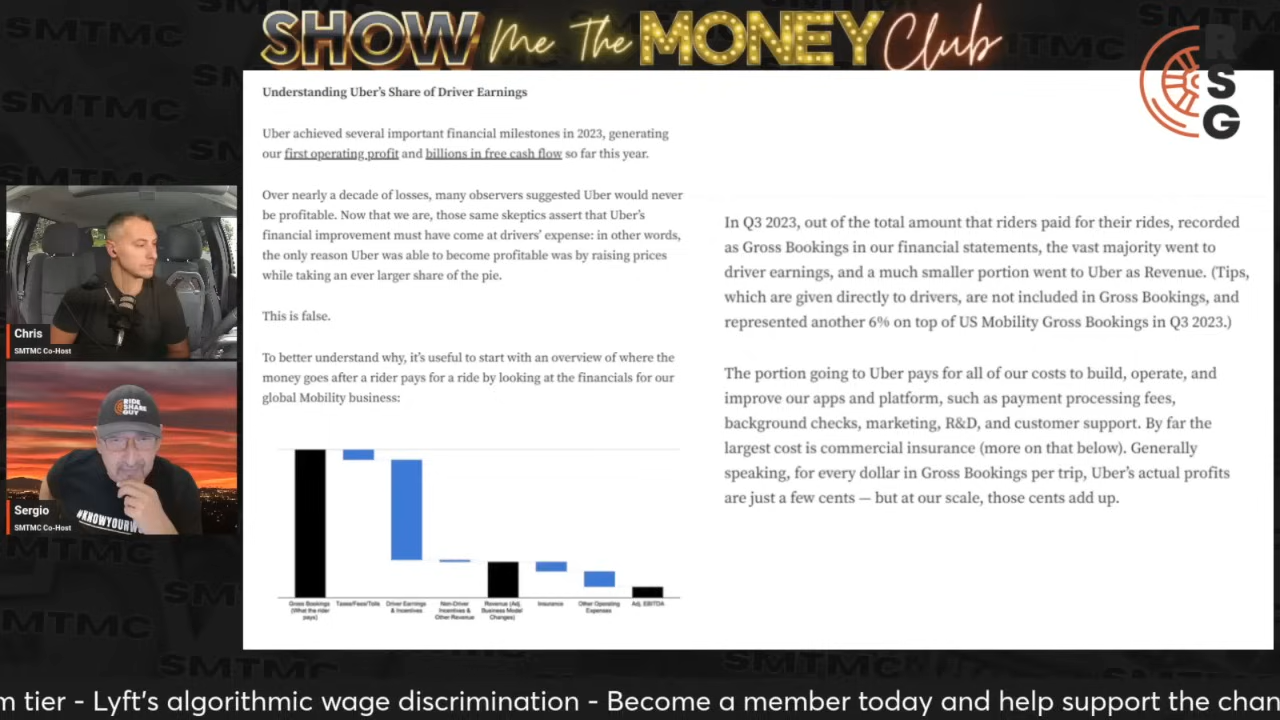 SHOW Me The MONEY Club
RSG
Understanding Uber's Share of Driver Earnings
Uber achieved several important financial milestones in 2023, generating
our first operating profit and billions in free cash flow so far this year.
Over nearly a decade of losses, many observers suggested Uber would never
be profitable. Now that we are, those same skeptics assert that Uber's
financial improvement must have come at drivers' expense: in other words,
the only reason Uber was able to become profitable was by raising prices
while taking an ever larger share of the pie.
This is false.
To better understand why, it's useful to start with an overview of where the
money goes after a rider pays for a ride by looking at the financials for our
global Mobility business:
Gross Bookings
(What the rider
pays)
Taxes/Fees/Tolls
Driver Earnings
& Incentives
Non-Driver
Incentives &
Other Revenue
Revenue (Adj.
Business Model
Changes)
Insurance
Other Operating
Expenses
Adj. EBITDA
In Q3 2023, out of the total amount that riders paid for their rides, recorded
as Gross Bookings in our financial statements, the vast majority went to
driver earnings, and a much smaller portion went to Uber as Revenue. (Tips,
which are given directly to drivers, are not included in Gross Bookings, and
represented another 6% on top of US Mobility Gross Bookings in Q3 2023.)
The portion going to Uber pays for all of our costs to build, operate, and
improve our apps and platform, such as payment processing fees,
background checks, marketing, R&D, and customer support. By far the
largest cost is commercial insurance (more on that below). Generally
speaking, for every dollar in Gross Bookings per trip, Uber's actual profits
are just a few cents — but at our scale, those cents add up.
Chris
SMTMC Co-Host
RIDE
SHARE
GUY
#KNOWYOURW
Sergio
SMTMC Co-Host
SMTMC
m tier - Lyft's algorithmic wage discrimination - Become a member today and help support the chan